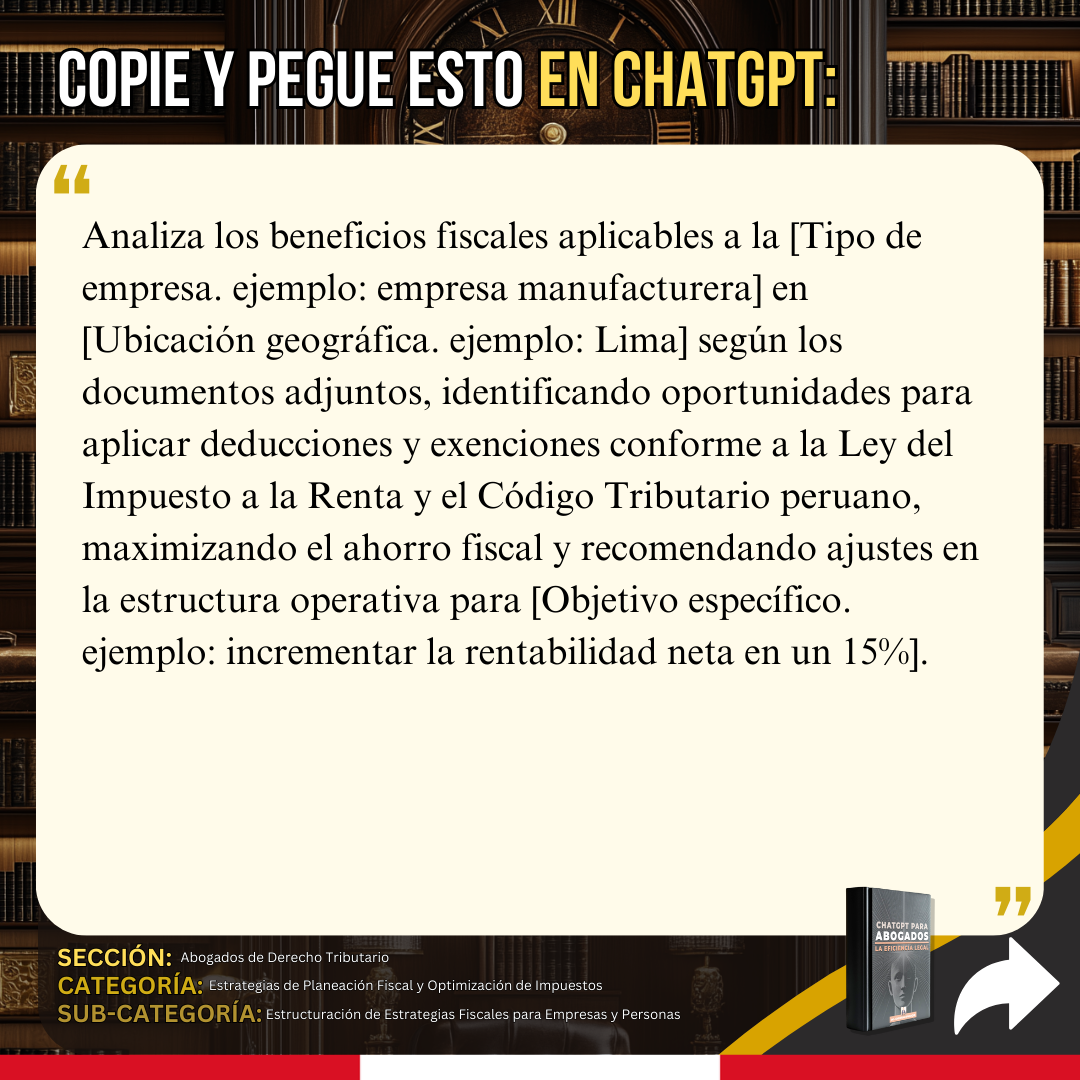 COPIE Y PEGUE ESTO EN CHATGPT:
“
Analiza los beneficios fiscales aplicables a la [Tipo de
empresa. ejemplo: empresa manufacturera] en
[Ubicación geográfica. ejemplo: Lima] según los
documentos adjuntos, identificando oportunidades para
aplicar deducciones y exenciones conforme a la Ley del
Impuesto a la Renta y el Código Tributario peruano,
maximizando el ahorro fiscal y recomendando ajustes en
la estructura operativa para [Objetivo específico.
ejemplo: incrementar la rentabilidad neta en un 15%].
”
CHATGPT PARA
ABOGADOS
LA EFICIENCIA LEGAL
SECCIÓN: Abogados de Derecho Tributario
CATEGORÍA: Estrategias de Planeación Fiscal y Optimización de Impuestos
SUB-CATEGORÍA: Estructuración de Estrategias Fiscales para Empresas y Personas